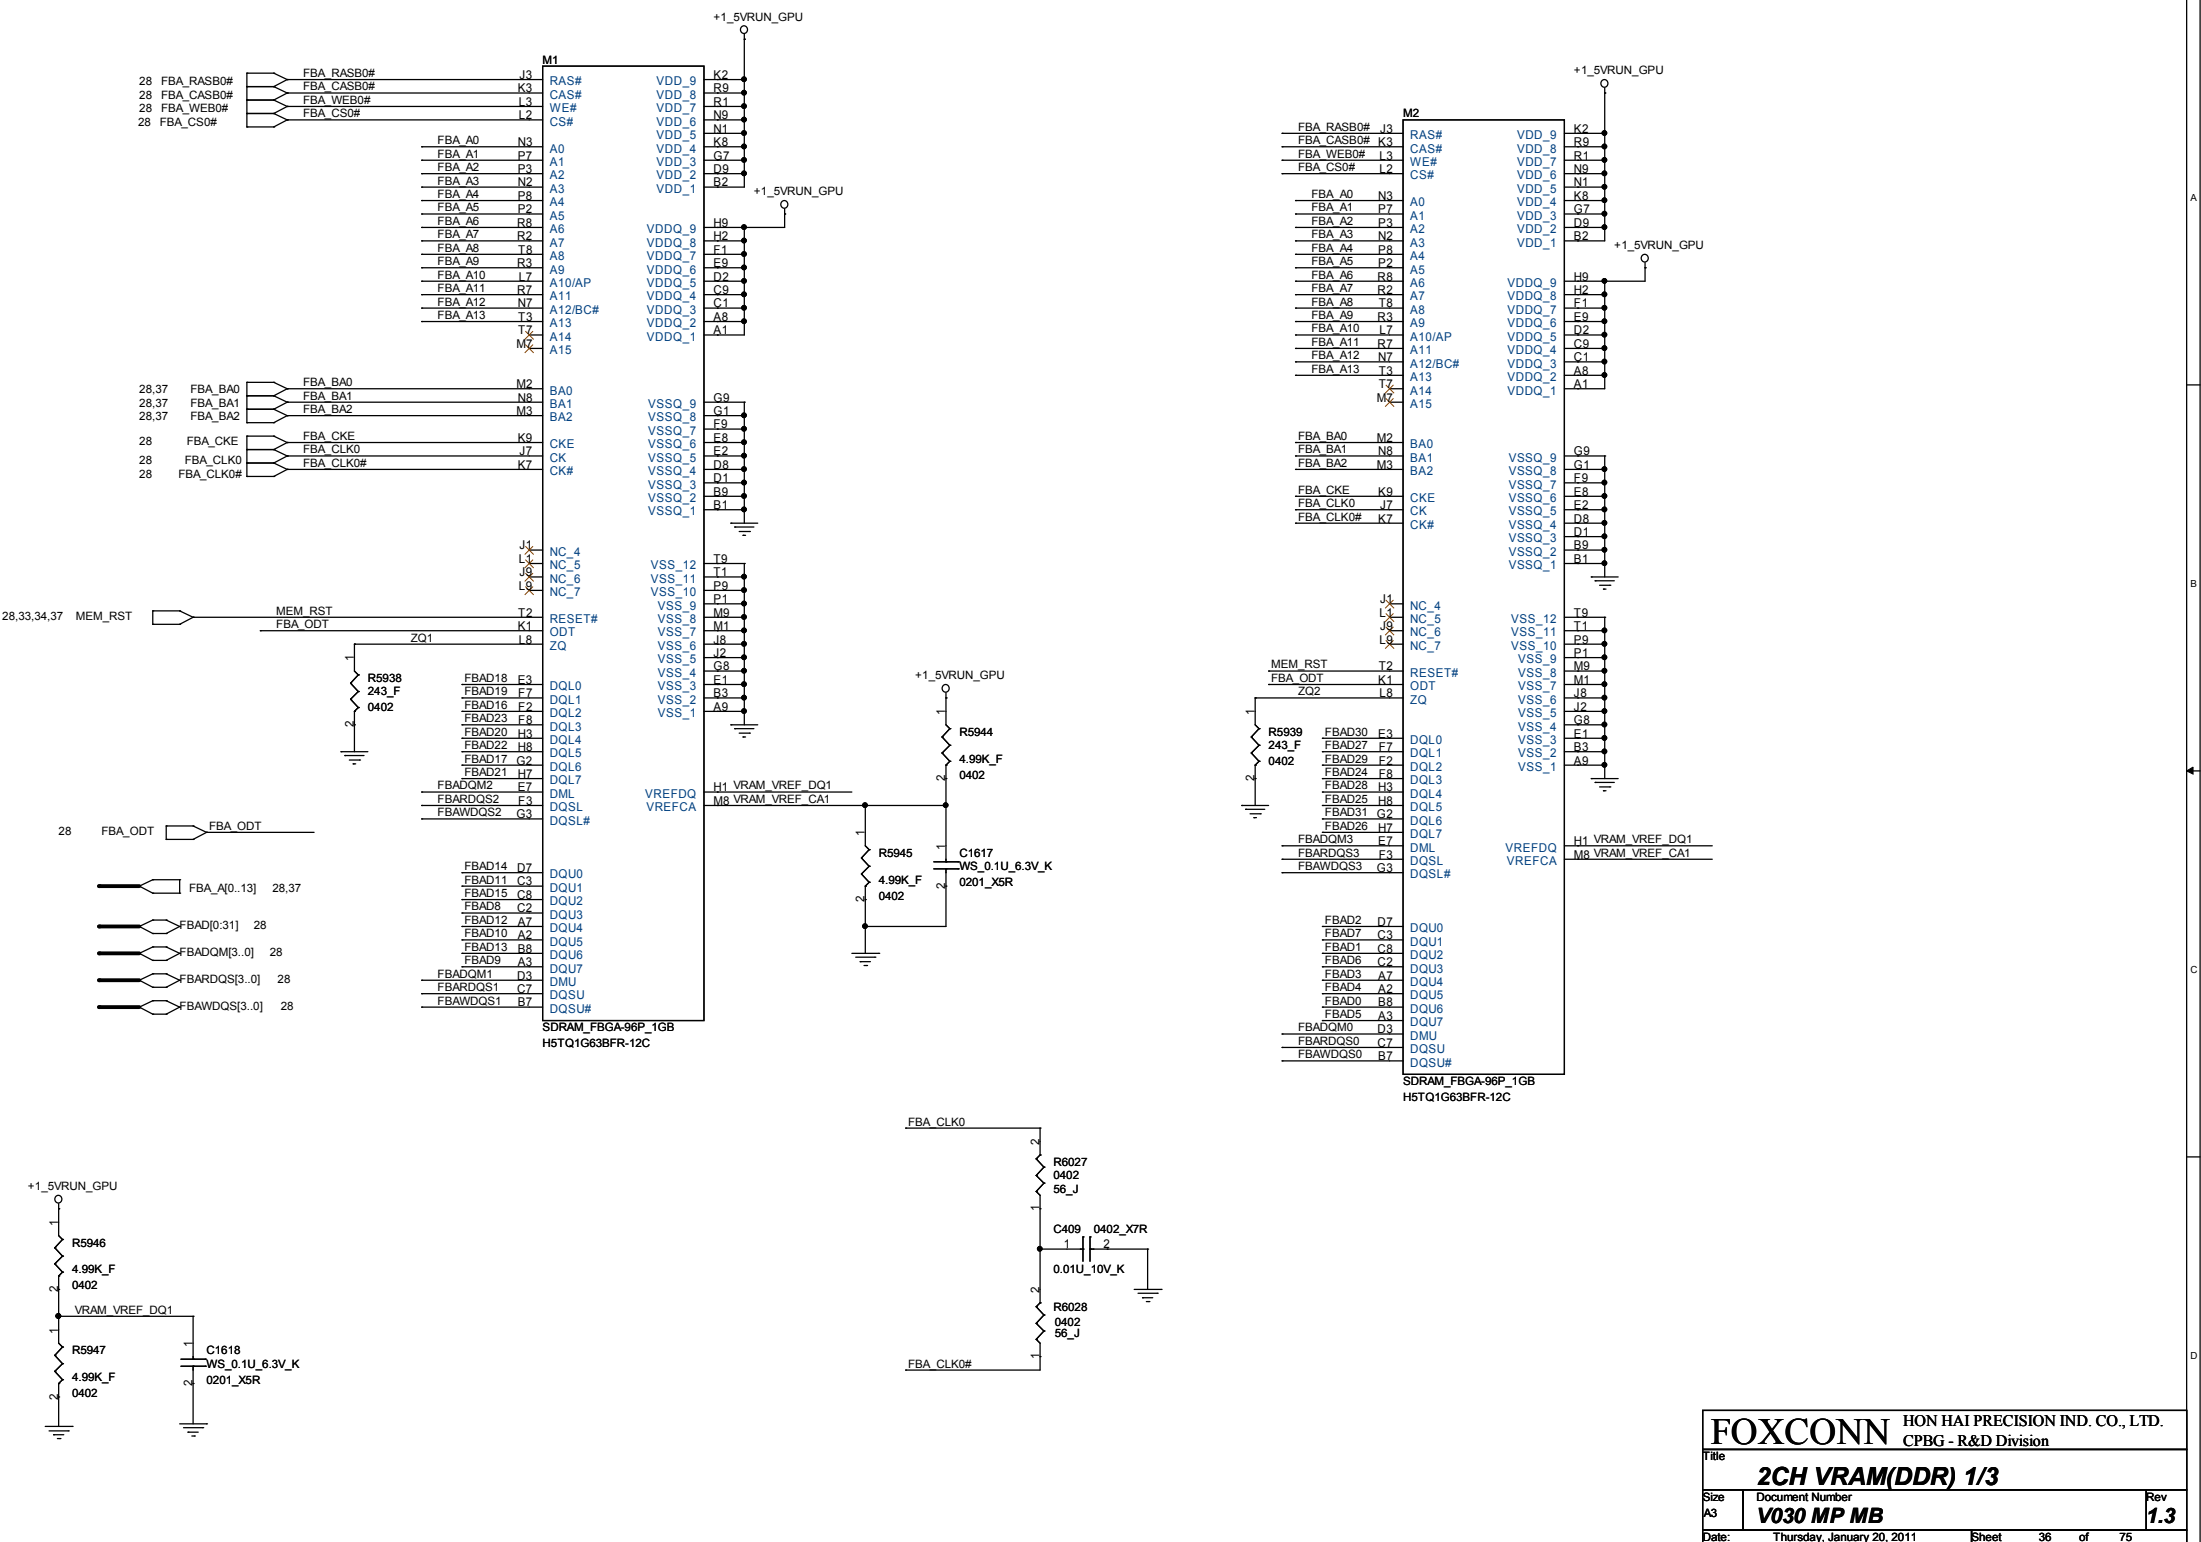 +1_5VRUN_GPU
M1
28 FBA_RASB0# FBA_RASB0# J3 RAS# VDD_9 K2
28 FBA_CASB0# FBA_CASB0# K3 CAS# VDD_8 R9
28 FBA_WEB0# FBA_WEB0# L3 WE# VDD_7 R1
28 FBA_CS0# FBA_CS0# L2 CS# VDD_6 N9
VDD_5 N1
FBA_A0 N3 A0 VDD_4 K8
FBA_A1 P7 A1 VDD_3 G7
FBA_A2 P3 A2 VDD_2 D9
FBA_A3 N2 A3 VDD_1 B2
+1_5VRUN_GPU
FBA_A4 P8 A4
FBA_A5 P2 A5
FBA_A6 R8 A6 VDDQ_9 H9
FBA_A7 R2 A7 VDDQ_8 H2
FBA_A8 T8 A8 VDDQ_7 F1
FBA_A9 R3 A9 VDDQ_6 E9
FBA_A10 L7 A10/AP VDDQ_5 D2
FBA_A11 R7 A11 VDDQ_4 C9
FBA_A12 N7 A12/BC# VDDQ_3 C1
FBA_A13 T3 A13 VDDQ_2 A8
T7 A14 VDDQ_1 A1
M7 A15
28,37 FBA_BA0 FBA_BA0 M2 BA0
28,37 FBA_BA1 FBA_BA1 N8 BA1 VSSQ_9 G9
28,37 FBA_BA2 FBA_BA2 M3 BA2 VSSQ_8 G1
VSSQ_7 F9
28 FBA_CKE FBA_CKE K9 CKE VSSQ_6 E8
28 FBA_CLK0 FBA_CLK0 J7 CK VSSQ_5 E2
28 FBA_CLK0# FBA_CLK0# K7 CK# VSSQ_4 D8
VSSQ_3 D1
VSSQ_2 B9
VSSQ_1 B1
J1 NC_4
L1 NC_5 VSS_12 T9
J9 NC_6 VSS_11 T1
L9 NC_7 VSS_10 P9
VSS_9 P1
28,33,34,37 MEM_RST MEM_RST T2 RESET# VSS_8 M9
FBA_ODT K1 ODT VSS_7 M1
ZQ1 L8 ZQ VSS_6 J8
VSS_5 J2
VSS_4 G8
1 R5938 243_F 0402 2
FBAD18 E3 DQL0 VSS_3 E1
FBAD19 F7 DQL1 VSS_2 B3
FBAD16 F2 DQL2 VSS_1 A9
FBAD23 F8 DQL3
FBAD20 H3 DQL4
FBAD22 H8 DQL5
FBAD17 G2 DQL6
FBAD21 H7 DQL7
FBADQM2 E7 DML VREFDQ H1 VRAM_VREF_DQ1
FBARDQS2 F3 DQSL VREFCA M8 VRAM_VREF_CA1
FBAWDQS2 G3 DQSL#
+1_5VRUN_GPU
1 R5944 4.99K_F 0402 2
1 R5945 4.99K_F 0402 2
1 C1617 WS_0.1U_6.3V_K 0201_X5R 2
28 FBA_ODT FBA_ODT
FBA_A[0..13] 28,37
FBAD[0:31] 28
FBADQM[3..0] 28
FBARDQS[3..0] 28
FBAWDQS[3..0] 28
FBAD14 D7 DQU0
FBAD11 C3 DQU1
FBAD15 C8 DQU2
FBAD8 C2 DQU3
FBAD12 A7 DQU4
FBAD10 A2 DQU5
FBAD13 B8 DQU6
FBAD9 A3 DQU7
FBADQM1 D3 DMU
FBARDQS1 C7 DQSU
FBAWDQS1 B7 DQSU#
SDRAM_FBGA-96P_1GB
H5TQ1G63BFR-12C
+1_5VRUN_GPU
M2
FBA_RASB0# J3 RAS# VDD_9 K2
FBA_CASB0# K3 CAS# VDD_8 R9
FBA_WEB0# L3 WE# VDD_7 R1
FBA_CS0# L2 CS# VDD_6 N9
VDD_5 N1
FBA_A0 N3 A0 VDD_4 K8
FBA_A1 P7 A1 VDD_3 G7
FBA_A2 P3 A2 VDD_2 D9
FBA_A3 N2 A3 VDD_1 B2
+1_5VRUN_GPU
FBA_A4 P8 A4
FBA_A5 P2 A5
FBA_A6 R8 A6 VDDQ_9 H9
FBA_A7 R2 A7 VDDQ_8 H2
FBA_A8 T8 A8 VDDQ_7 F1
FBA_A9 R3 A9 VDDQ_6 E9
FBA_A10 L7 A10/AP VDDQ_5 D2
FBA_A11 R7 A11 VDDQ_4 C9
FBA_A12 N7 A12/BC# VDDQ_3 C1
FBA_A13 T3 A13 VDDQ_2 A8
T7 A14 VDDQ_1 A1
M7 A15
FBA_BA0 M2 BA0
FBA_BA1 N8 BA1 VSSQ_9 G9
FBA_BA2 M3 BA2 VSSQ_8 G1
VSSQ_7 F9
FBA_CKE K9 CKE VSSQ_6 E8
FBA_CLK0 J7 CK VSSQ_5 E2
FBA_CLK0# K7 CK# VSSQ_4 D8
VSSQ_3 D1
VSSQ_2 B9
VSSQ_1 B1
J1 NC_4
L1 NC_5 VSS_12 T9
J9 NC_6 VSS_11 T1
L9 NC_7 VSS_10 P9
VSS_9 P1
MEM_RST T2 RESET# VSS_8 M9
FBA_ODT K1 ODT VSS_7 M1
ZQ2 L8 ZQ VSS_6 J8
VSS_5 J2
VSS_4 G8
1 R5939 243_F 0402 2
FBAD30 E3 DQL0 VSS_3 E1
FBAD27 F7 DQL1 VSS_2 B3
FBAD29 F2 DQL2 VSS_1 A9
FBAD24 F8 DQL3
FBAD28 H3 DQL4
FBAD25 H8 DQL5
FBAD31 G2 DQL6
FBAD26 H7 DQL7
FBADQM3 E7 DML VREFDQ H1 VRAM_VREF_DQ1
FBARDQS3 F3 DQSL VREFCA M8 VRAM_VREF_CA1
FBAWDQS3 G3 DQSL#
FBAD2 D7 DQU0
FBAD7 C3 DQU1
FBAD1 C8 DQU2
FBAD6 C2 DQU3
FBAD3 A7 DQU4
FBAD4 A2 DQU5
FBAD0 B8 DQU6
FBAD5 A3 DQU7
FBADQM0 D3 DMU
FBARDQS0 C7 DQSU
FBAWDQS0 B7 DQSU#
SDRAM_FBGA-96P_1GB
H5TQ1G63BFR-12C
+1_5VRUN_GPU
1 R5946 4.99K_F 0402 2
VRAM_VREF_DQ1
1 R5947 4.99K_F 0402 2
1 C1618 WS_0.1U_6.3V_K 0201_X5R 2
FBA_CLK0
2 R6027 0402 56_J 1
C409 0402_X7R
1 2
0.01U_10V_K
2 R6028 0402 56_J 1
FBA_CLK0#
A
B
C
D
FOXCONN HON HAI PRECISION IND. CO., LTD.
CPBG - R&D Division
Title
2CH VRAM(DDR) 1/3
Size Document Number Rev
A3 V030 MP MB 1.3
Date: Thursday, January 20, 2011 Sheet 36 of 75